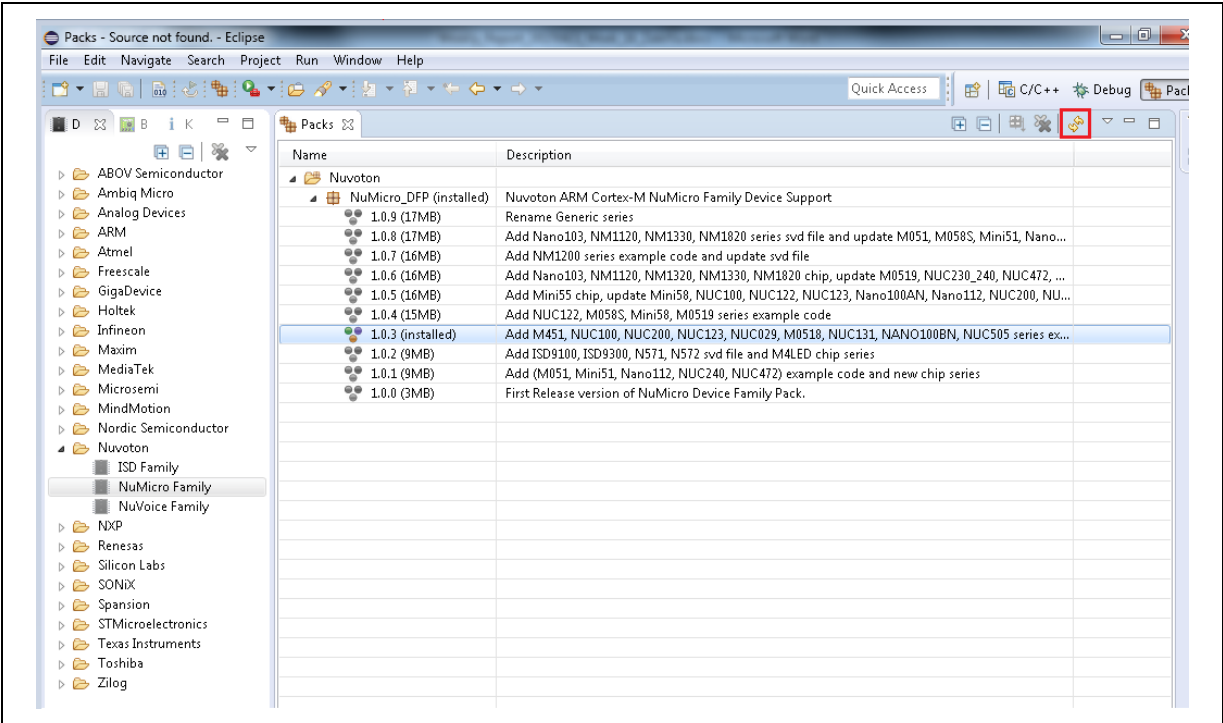 Packs - Source not found. - Eclipse
File Edit Navigate Search Project Run Window Help
Quick Access C/C++ Debug
D B i K
Packs
Name Description
ABOV Semiconductor
Ambiq Micro
Analog Devices
ARM
Atmel
Freescale
GigaDevice
Holtek
Infineon
Maxim
MediaTek
Microsemi
MindMotion
Nordic Semiconductor
Nuvoton
ISD Family
NuMicro Family
NuVoice Family
NXP
Renesas
Silicon Labs
SONiX
Spansion
STMicroelectronics
Texas Instruments
Toshiba
Zilog
Nuvoton
NuMicro_DFP (installed) Nuvoton ARM Cortex-M NuMicro Family Device Support
1.0.9 (17MB) Rename Generic series
1.0.8 (17MB) Add Nano103, NM1120, NM1330, NM1820 series svd file and update M051, M058S, Mini51, Nano...
1.0.7 (16MB) Add NM1200 series example code and update svd file
1.0.6 (16MB) Add Nano103, NM1120, NM1320, NM1330, NM1820 chip, update M0519, NUC230_240, NUC472, ...
1.0.5 (16MB) Add Mini55 chip, update Mini58, NUC100, NUC122, NUC123, Nano100AN, Nano112, NUC200, NU...
1.0.4 (15MB) Add NUC122, M058S, Mini58, M0519 series example code
1.0.3 (installed) Add M451, NUC100, NUC200, NUC123, NUC029, M0518, NUC131, NANO100BN, NUC505 series ex...
1.0.2 (9MB) Add ISD9100, ISD9300, N571, N572 svd file and M4LED chip series
1.0.1 (9MB) Add (M051, Mini51, Nano112, NUC240, NUC472) example code and new chip series
1.0.0 (3MB) First Release version of NuMicro Device Family Pack.